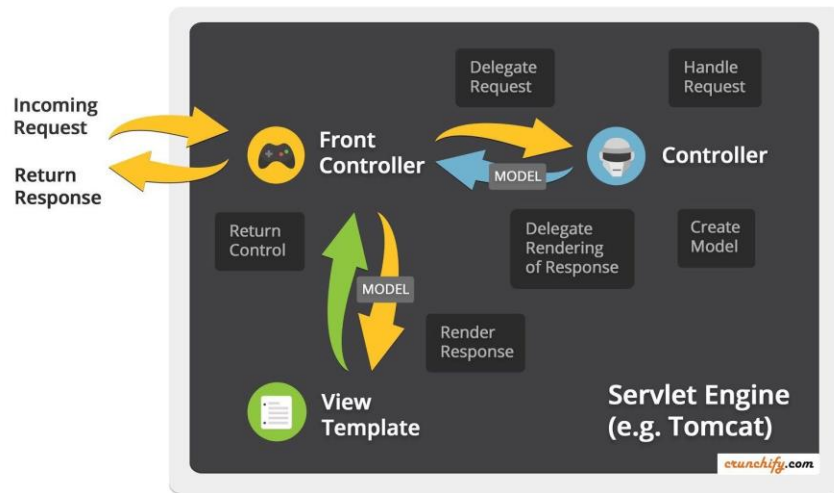 Delegate
Request
Handle
Request
Incoming
Request
Front
Controller
Controller
MODEL
Return
Response
Return
Control
Delegate
Rendering
of Response
Create
Model
MODEL
Render
Response
View
Template
Servlet Engine
(e.g. Tomcat)
crunchify.com